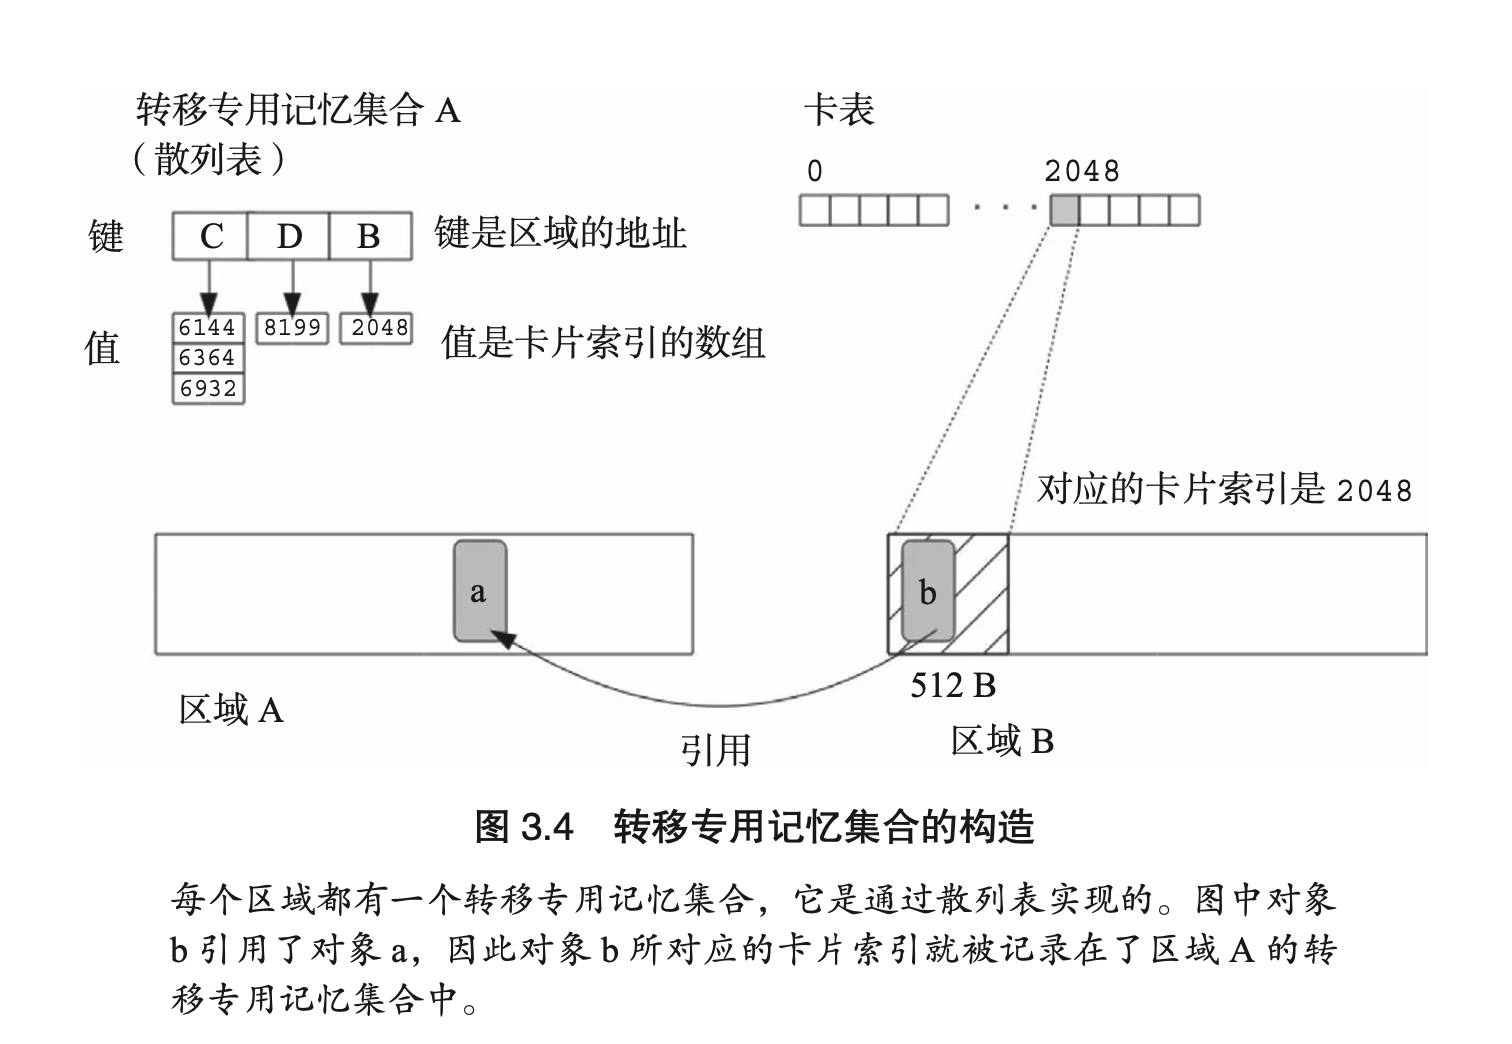 转移专用记忆集合 A
（散列表）
键
C D B
键是区域的地址
值
6144 8199 2048
6364
6932
值是卡片索引的数组
卡表
0 2048
· · ·
对应的卡片索引是 2048
a
b
512 B
区域 A
引用
区域 B
图 3.4 转移专用记忆集合的构造
每个区域都有一个转移专用记忆集合，它是通过散列表实现的。图中对象
b 引用了对象 a，因此对象 b 所对应的卡片索引就被记录在了区域 A 的转
移专用记忆集合中。